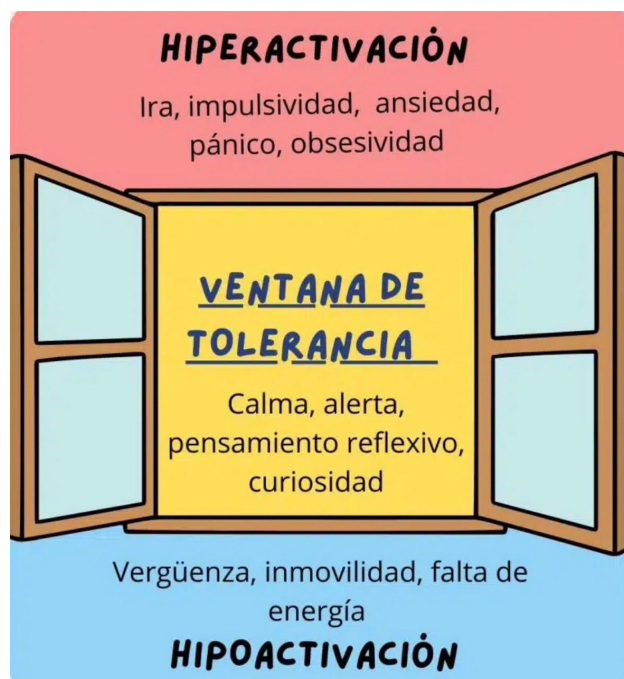 HIPERACTIVACIÓN
Ira, impulsividad, ansiedad,
pánico, obsesividad
VENTANA DE
TOLERANCIA
Calma, alerta,
pensamiento reflexivo,
curiosidad
Vergüenza, inmovilidad, falta de
energía
HIPOACTIVACIÓN